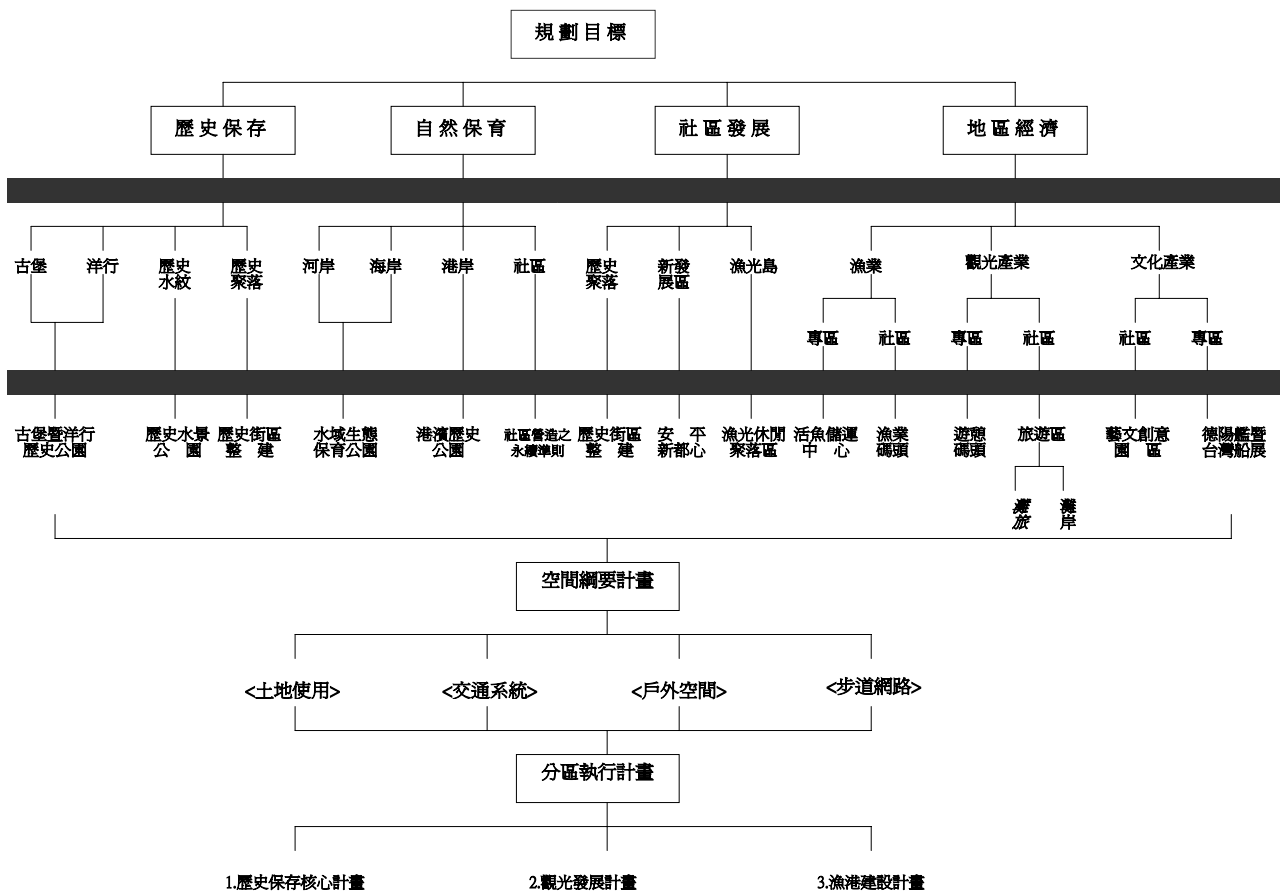 規劃目標
歷史保存 自然保育 社區發展 地區經濟
古堡 洋行 歷史 歷史 河岸 海岸 港岸 社區 歷史 新發 漁光島 漁業 觀光產業 文化產業
水紋 聚落 聚落 展區
專區 社區 專區 社區 社區 專區
古堡暨洋行 歷史水景 歷史街區 水域生態 港濱歷史 社區營造之 歷史街區 安 平 漁光休閒 活魚儲運 漁業 遊憩 旅遊區 藝文創意 德陽艦暨
歷史公園 公 園 整 建 保育公園 公園 永續準則 整 建 新都心 聚落區 中 心 碼頭 碼頭 園 區 台灣船展
灘 灘
旅 岸
空間綱要計畫
<土地使用> <交通系統> <戶外空間> <步道網路>
分區執行計畫
1.歷史保存核心計畫 2.觀光發展計畫 3.漁港建設計畫